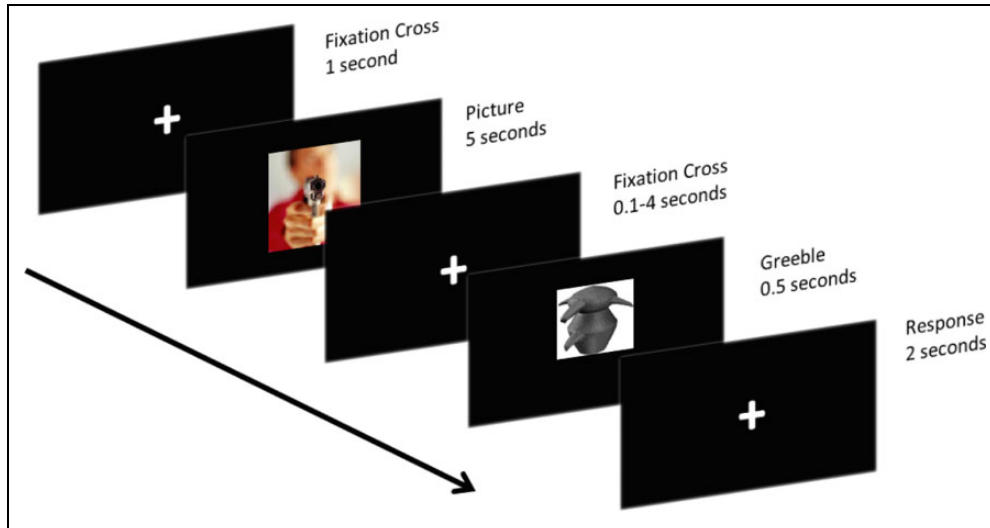 Fixation Cross
1 second
Picture
5 seconds
Fixation Cross
0.1-4 seconds
Greeble
0.5 seconds
Response
2 seconds